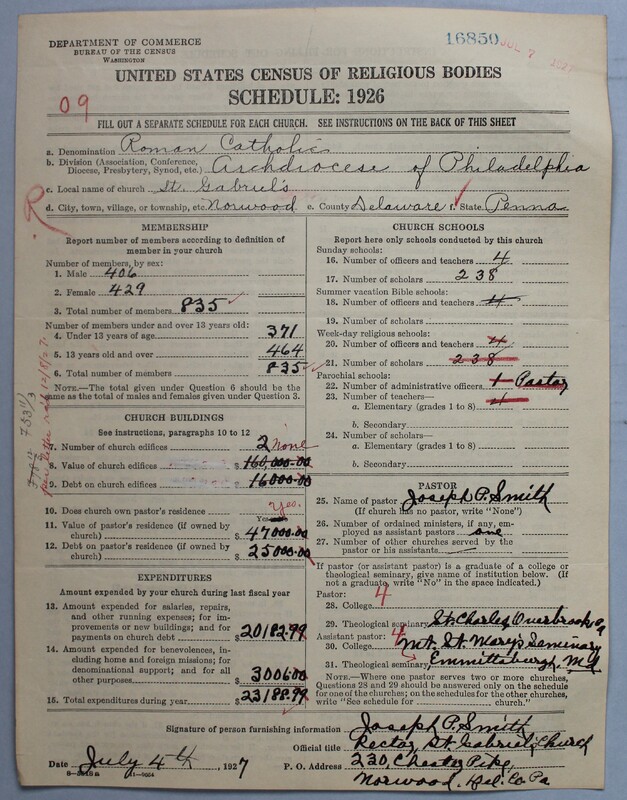 DEPARTMENT OF COMMERCE
BUREAU OF THE CENSUS
WASHINGTON
16850 JUL 7 1927
UNITED STATES CENSUS OF RELIGIOUS BODIES
SCHEDULE: 1926
09
FILL OUT A SEPARATE SCHEDULE FOR EACH CHURCH. SEE INSTRUCTIONS ON THE BACK OF THIS SHEET
a. Denomination Roman Catholic
b. Division (Association, Conference,
Diocese, Presbytery, Synod, etc.) Archdiocese of Philadelphia
c. Local name of church St. Gabriel's
d. City, town, village, or township, etc. Norwood e. County Delaware f. State Penna
R
MEMBERSHIP
Report number of members according to definition of
member in your church
Number of members, by sex:
1. Male 406
2. Female 429
3. Total number of members 835
Number of members under and over 13 years old:
4. Under 13 years of age 371
5. 13 years old and over 464
6. Total number of members 835
NOTE.—The total given under Question 6 should be the
same as the total of males and females given under Question 3.
CHURCH BUILDINGS
See instructions, paragraphs 10 to 12
7. Number of church edifices 2 none
8. Value of church edifices $ 160,000.00
9. Debt on church edifices $ 16000.00
10. Does church own pastor's residence Yes.
Yes
11. Value of pastor's residence (if owned by
church) $ 47000.00
12. Debt on pastor's residence (if owned by
church) $ 25000.00
EXPENDITURES
Amount expended by your church during last fiscal year
13. Amount expended for salaries, repairs,
and other running expenses; for im-
provements or new buildings; and for
payments on church debt $ 20182.99
14. Amount expended for benevolences, in-
cluding home and foreign missions; for
denominational support; and for all
other purposes $ 3006.00
15. Total expenditures during year $ 23188.99
CHURCH SCHOOLS
Report here only schools conducted by this church
Sunday schools:
16. Number of officers and teachers 4
17. Number of scholars 238
Summer vacation Bible schools:
18. Number of officers and teachers 4
19. Number of scholars
Week-day religious schools:
20. Number of officers and teachers 4
21. Number of scholars 238
Parochial schools:
22. Number of administrative officers 1 Pastor
23. Number of teachers—
a. Elementary (grades 1 to 8) 4
b. Secondary
24. Number of scholars—
a. Elementary (grades 1 to 8)
b. Secondary
PASTOR
25. Name of pastor Joseph P. Smith
(If church has no pastor, write "None")
26. Number of ordained ministers, if any, em-
ployed as assistant pastors one
27. Number of other churches served by the
pastor or his assistants
If pastor (or assistant pastor) is a graduate of a college or
theological seminary, give name of institution below. (If
not a graduate, write "No" in the space indicated.)
Pastor:
28. College 4
29. Theological seminary St. Charles Overbrook Pa
Assistant pastor: 4
30. College Mt. St. Mary's Seminary
31. Theological seminary Emmittsburgh, Md
NOTE.—Where one pastor serves two or more churches,
Questions 28 and 29 should be answered only on the schedule
for one of the churches; on the schedules for the other churches,
write "See schedule for church."
Signature of person furnishing information Joseph P. Smith
Official title Rector, St. Gabriel's Church
Date July 4th, 1927 P. O. Address 230, Chester Pike
Norwood. Del. Co Pa.